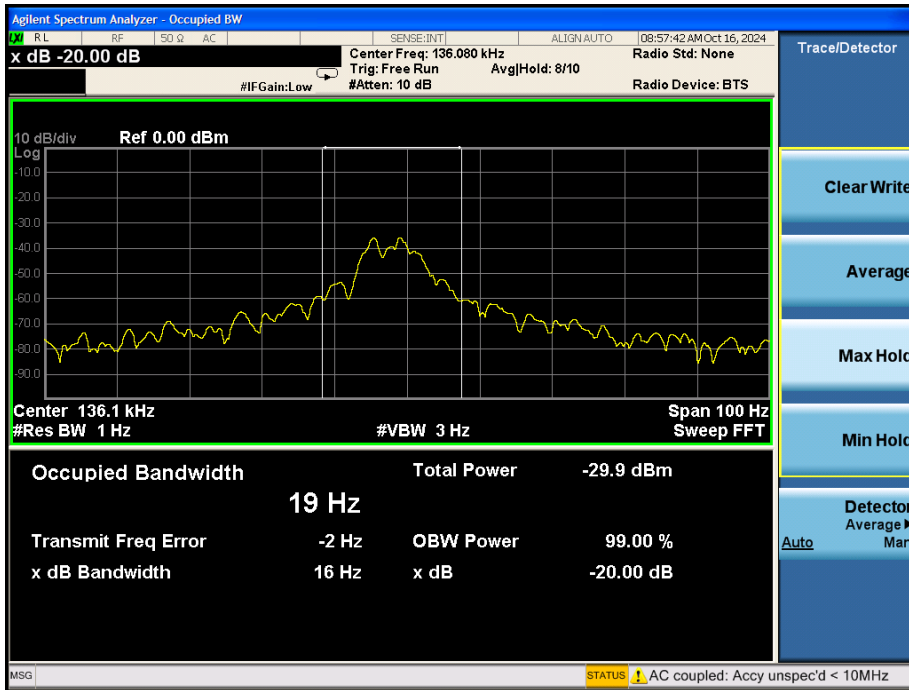 Agilent Spectrum Analyzer - Occupied BW
LXI RL RF 50 Ω AC SENSE:INT ALIGN AUTO 08:57:42 AM Oct 16, 2024
x dB -20.00 dB Center Freq: 136.080 kHz Radio Std: None Trace/Detector
Trig: Free Run Avg|Hold: 8/10
#IFGain:Low #Atten: 10 dB Radio Device: BTS
10 dB/div Ref 0.00 dBm
Log
-10.0
-20.0
-30.0
-40.0
-50.0
-60.0
-70.0
-80.0
-90.0
Clear Write
Average
Max Hold
Min Hold
Center 136.1 kHz Span 100 Hz
#Res BW 1 Hz #VBW 3 Hz Sweep FFT
Occupied Bandwidth Total Power -29.9 dBm
19 Hz
Transmit Freq Error -2 Hz OBW Power 99.00 %
x dB Bandwidth 16 Hz x dB -20.00 dB
Detector
Average
Auto Man
MSG STATUS AC coupled: Accy unspec'd < 10MHz